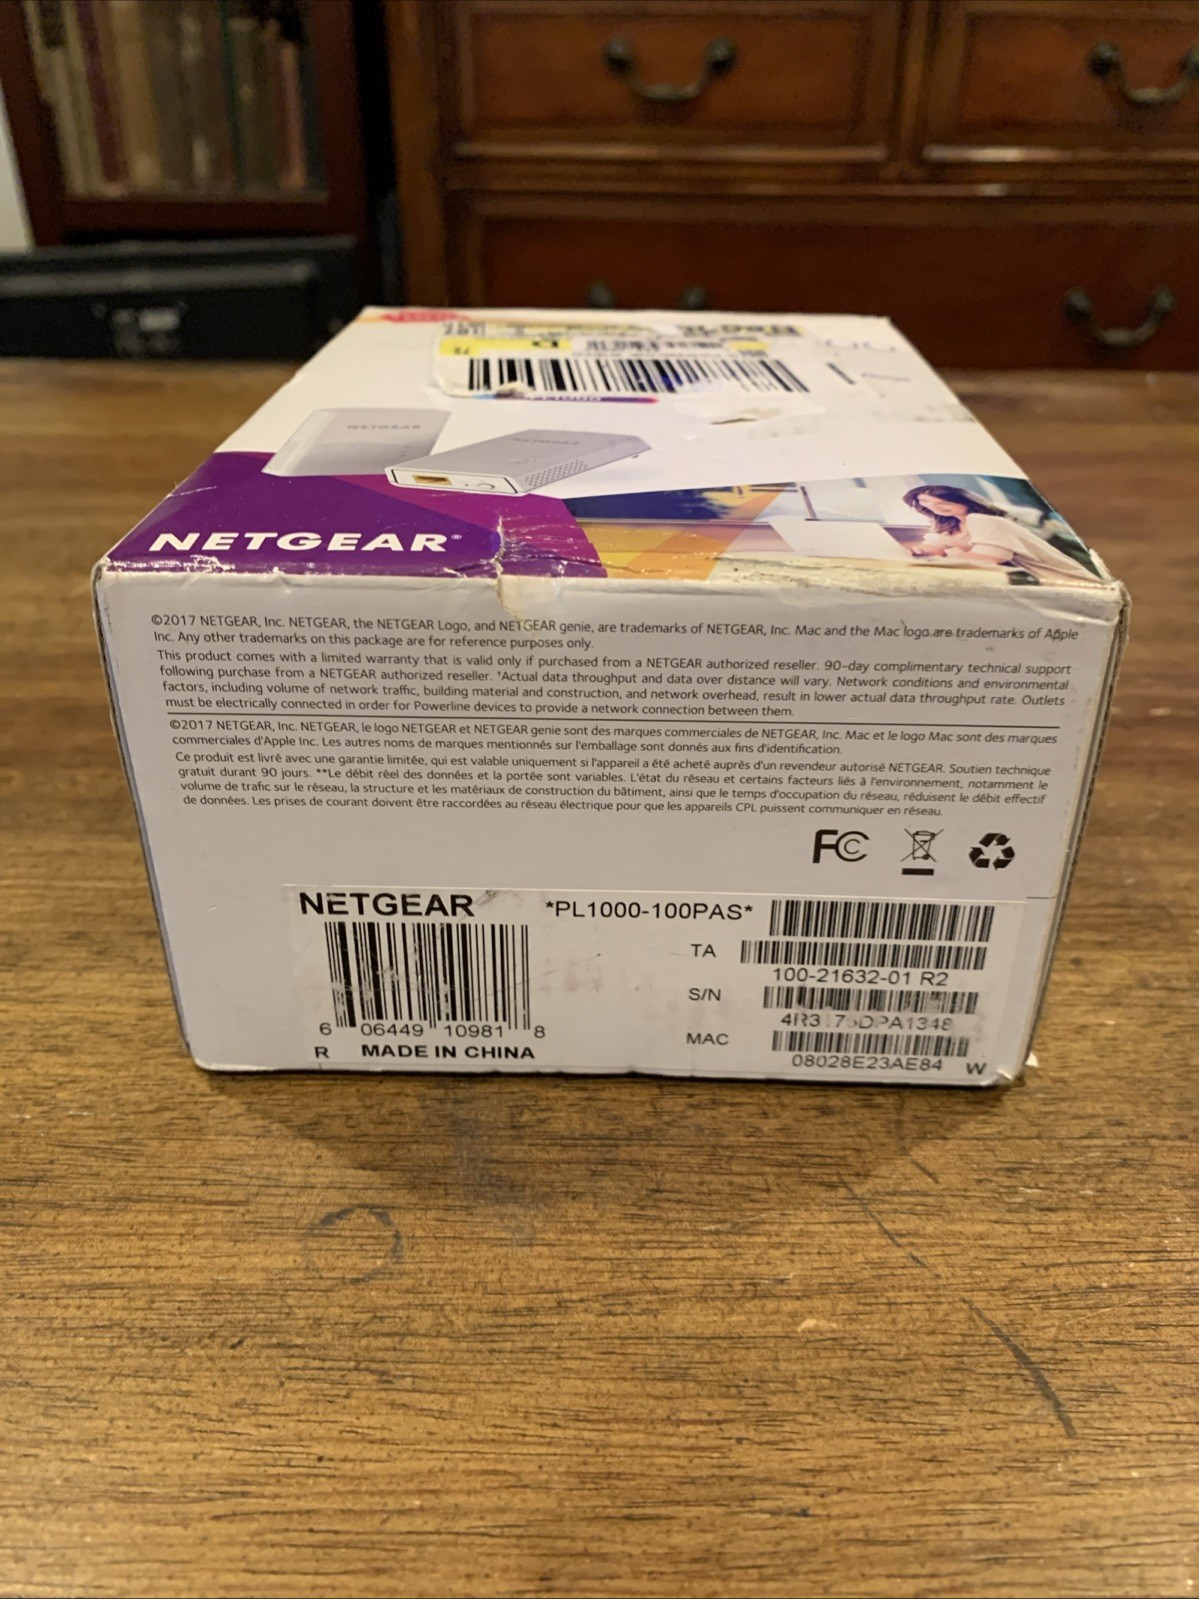 NETGEAR
NETGEAR
NETGEAR®
©2017 NETGEAR, Inc. NETGEAR, the NETGEAR Logo, and NETGEAR genie, are trademarks of NETGEAR, Inc. Mac and the Mac logo are trademarks of Apple
Inc. Any other trademarks on this package are for reference purposes only.
This product comes with a limited warranty that is valid only if purchased from a NETGEAR authorized reseller. 90-day complimentary technical support
following purchase from a NETGEAR authorized reseller. †Actual data throughput and data over distance will vary. Network conditions and environmental
factors, including volume of network traffic, building material and construction, and network overhead, result in lower actual data throughput rate. Outlets
must be electrically connected in order for Powerline devices to provide a network connection between them.
©2017 NETGEAR, Inc. NETGEAR, le logo NETGEAR et NETGEAR genie sont des marques commerciales de NETGEAR, Inc. Mac et le logo Mac sont des marques
commerciales d'Apple Inc. Les autres noms de marques mentionnés sur l'emballage sont donnés aux fins d'identification.
Ce produit est livré avec une garantie limitée, qui est valable uniquement si l'appareil a été acheté auprès d'un revendeur autorisé NETGEAR. Soutien technique
gratuit durant 90 jours. **Le débit réel des données et la portée sont variables. L'état du réseau et certains facteurs liés à l'environnement, notamment le
volume de trafic sur le réseau, la structure et les matériaux de construction du bâtiment, ainsi que le temps d'occupation du réseau, réduisent le débit effectif
de données. Les prises de courant doivent être raccordées au réseau électrique pour que les appareils CPL puissent communiquer en réseau.
FC
NETGEAR
*PL1000-100PAS*
TA
100-21632-01 R2
S/N
MAC
08028E23AE84 W
6 06449 10981 8
R MADE IN CHINA